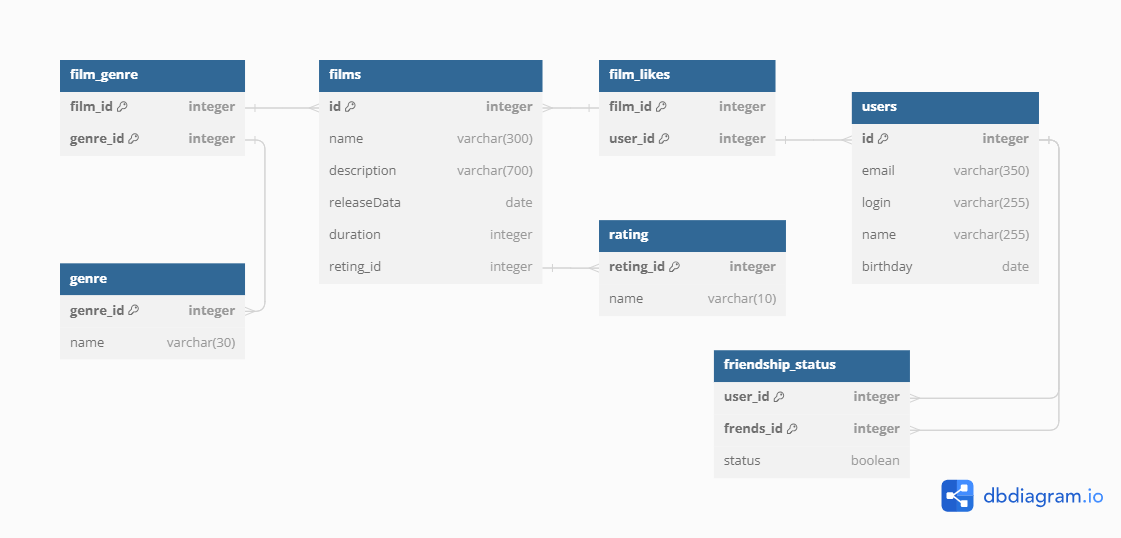 film_genre
film_id integer
genre_id integer
films
id integer
name varchar(300)
description varchar(700)
releaseData date
duration integer
reting_id integer
film_likes
film_id integer
user_id integer
users
id integer
email varchar(350)
login varchar(255)
name varchar(255)
birthday date
genre
genre_id integer
name varchar(30)
rating
reting_id integer
name varchar(10)
friendship_status
user_id integer
frends_id integer
status boolean
dbdiagram.io